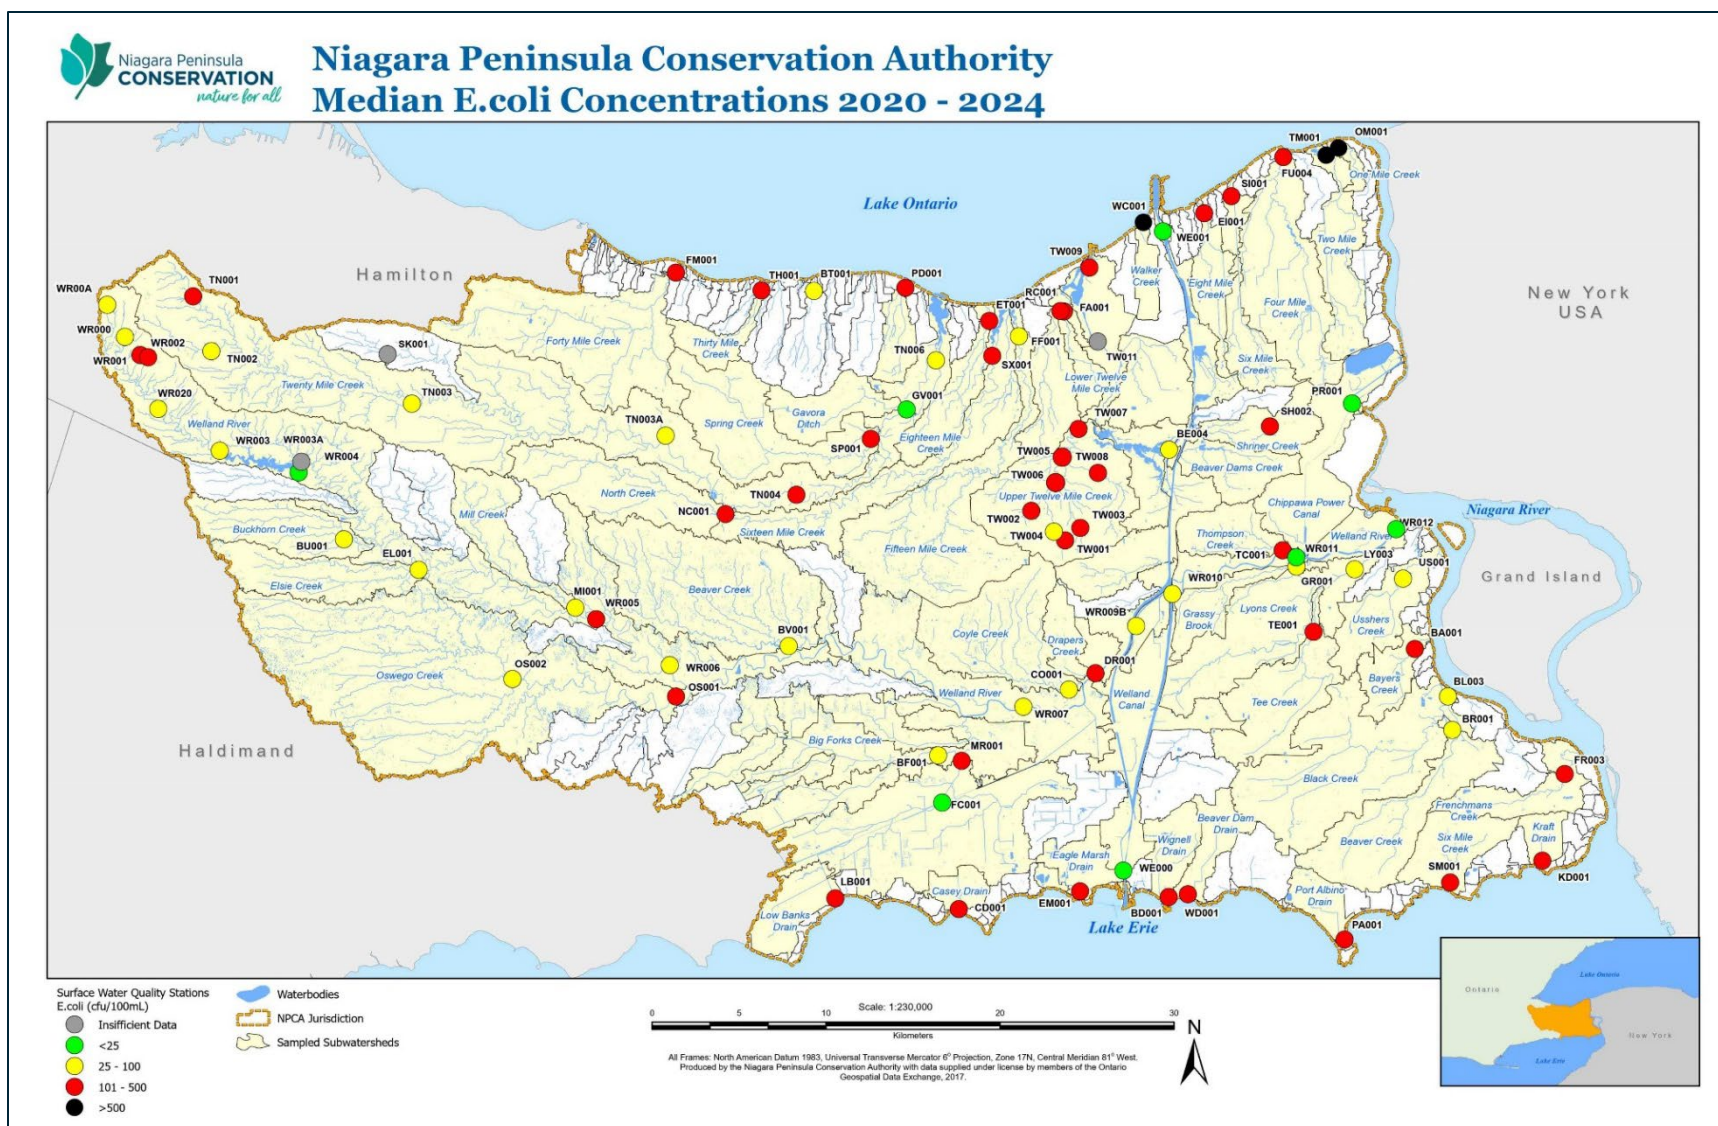 Niagara Peninsula
CONSERVATION
nature for all
Niagara Peninsula Conservation Authority
Median E.coli Concentrations 2020 - 2024
TM001
OM001
FU004
One Mile Creek
SI001
Lake Ontario
WC001
EI001
WE001
Two Mile
Creek
TW009
FM001
Hamilton
TH001
BT001
PD001
Walker
Creek
Eight Mile
Creek
New York
USA
TN001
WR00A
RC001
Four Mile
Creek
ET001
FA001
WR000
WR002
SK001
Forty Mile Creek
Thirty Mile
Creek
FF001
TN006
TW011
WR001
TN002
SX001
Six Mile
Creek
Twenty Mile Creek
Lower Twelve
Mile Creek
WR020
TN003
GV001
PR001
TW007
SH002
Welland
River
TN003A
Spring Creek
Gavora
Ditch
WR003
WR003A
Eighteen Mile
Creek
BE004
SP001
Shriner Creek
WR004
TW005
TW008
Beaver Dams Creek
TW006
North Creek
TN004
Upper Twelve Mile Creek
Chippawa Power
Canal
NC001
Mill Creek
TW002
TW003
Niagara River
WR012
Buckhorn Creek
Sixteen Mile Creek
BU001
TW004
TW001
Thompson
Creek
Welland River
EL001
Fifteen Mile Creek
TC001
WR011
LY003
US001
WR010
GR001
Grand Island
Elsie Creek
Beaver Creek
MI001
WR005
WR009B
Grassy
Brook
Lyons Creek
TE001
Usshers
Creek
BV001
Coyle Creek
Drapers
Creek
BA001
OS002
WR006
DR001
Oswego Creek
CO001
Bayers
Creek
BL003
OS001
Welland River
Welland
Canal
Tee Creek
WR007
BR001
Haldimand
Big Forks Creek
MR001
BF001
FR003
Black Creek
FC001
Frenchmans
Creek
Beaver Dam
Drain
Kraft
Drain
Wignell
Drain
Beaver Creek
Six Mile
Creek
Eagle Marsh
Drain
WE000
SM001
KD001
LB001
Casey Drain
Port Albino
Drain
CD001
EM001
BD001
WD001
Low Banks
Drain
Lake Erie
PA001
Surface Water Quality Stations
E.coli (cfu/100mL)
Insufficient Data
<25
25 - 100
101 - 500
>500
Waterbodies
NPCA Jurisdiction
Sampled Subwatersheds
Scale: 1:230,000
0 5 10 20 30
Kilometers
N
All Frames: North American Datum 1983, Universal Transverse Mercator 6° Projection, Zone 17N, Central Meridian 81° West.
Produced by the Niagara Peninsula Conservation Authority with data supplied under license by members of the Ontario
Geospatial Data Exchange, 2017.
Lake Ontario
Ontario
New York
Lake Erie